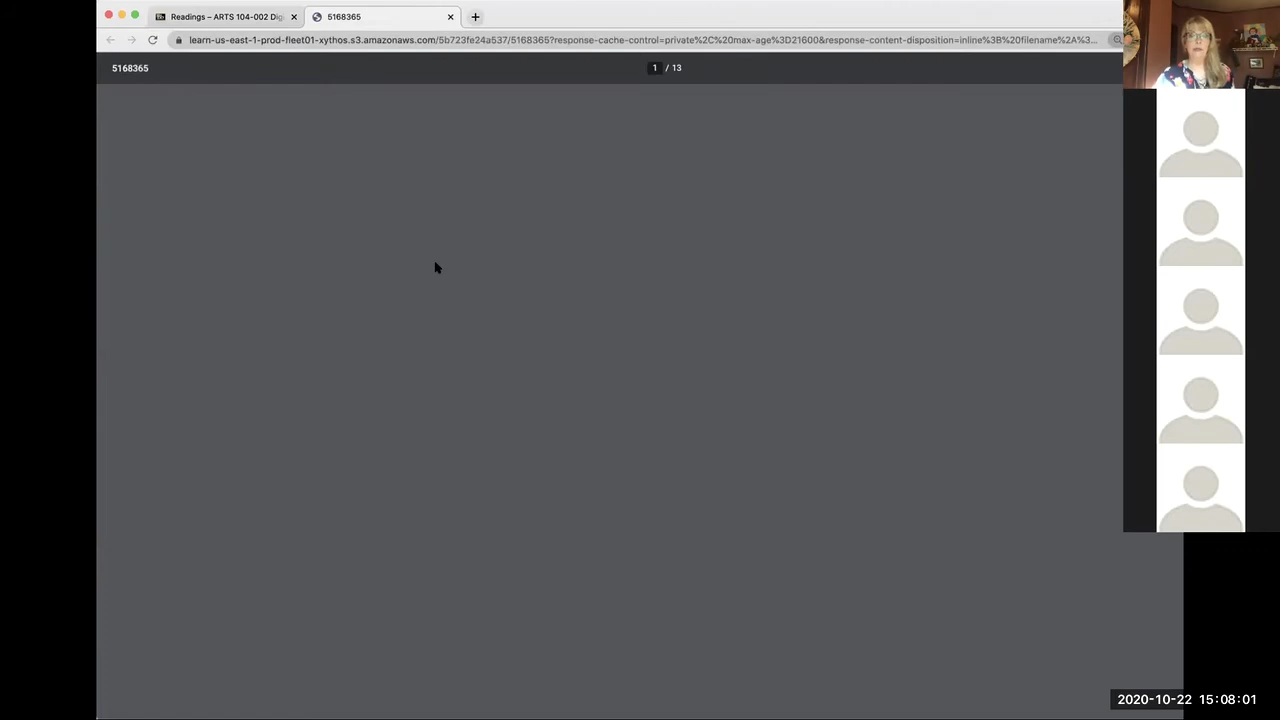 Readings – ARTS 104-002 Dig
5168365
learn-us-east-1-prod-fleet01-xythos.s3.amazonaws.com/5b723fe24a537/5168365?response-cache-control=private%2C%20max-age%3D21600&response-content-disposition=inline%3B%20filename%2A%3...
5168365
1 / 13
2020-10-22 15:08:01